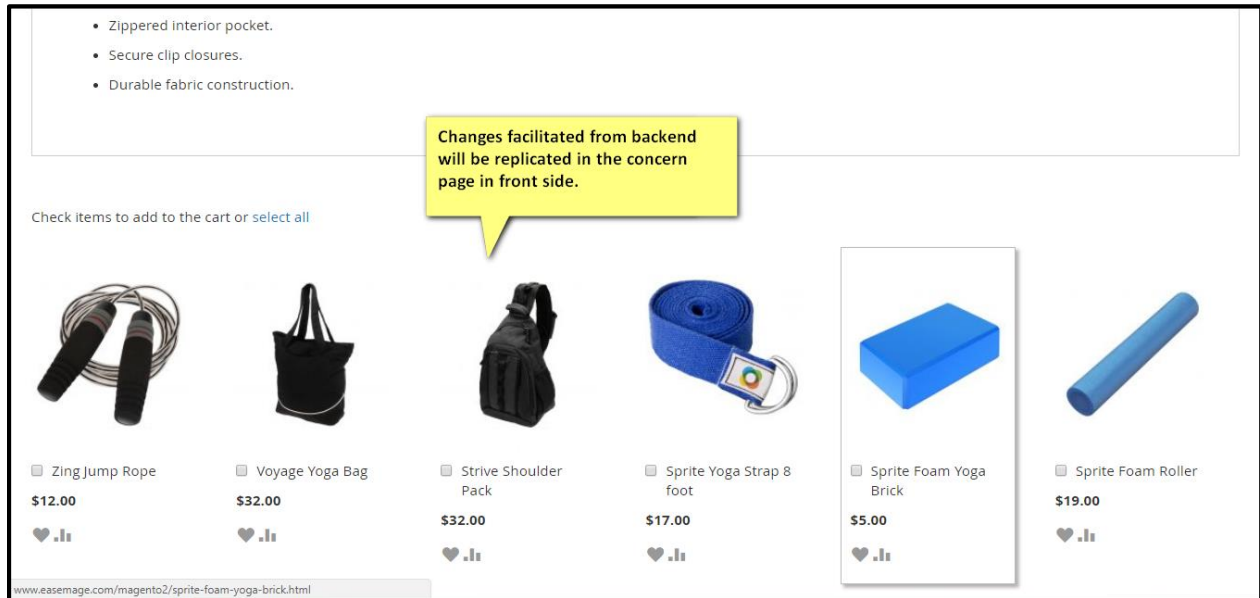 Zippered interior pocket.
Secure clip closures.
Durable fabric construction.
Changes facilitated from backend
will be replicated in the concern
page in front side.
Check items to add to the cart or select all
Zing Jump Rope
$12.00
Voyage Yoga Bag
$32.00
Strive Shoulder
Pack
$32.00
Sprite Yoga Strap 8
foot
$17.00
Sprite Foam Yoga
Brick
$5.00
Sprite Foam Roller
$19.00
www.easemage.com/magento2/sprite-foam-yoga-brick.html